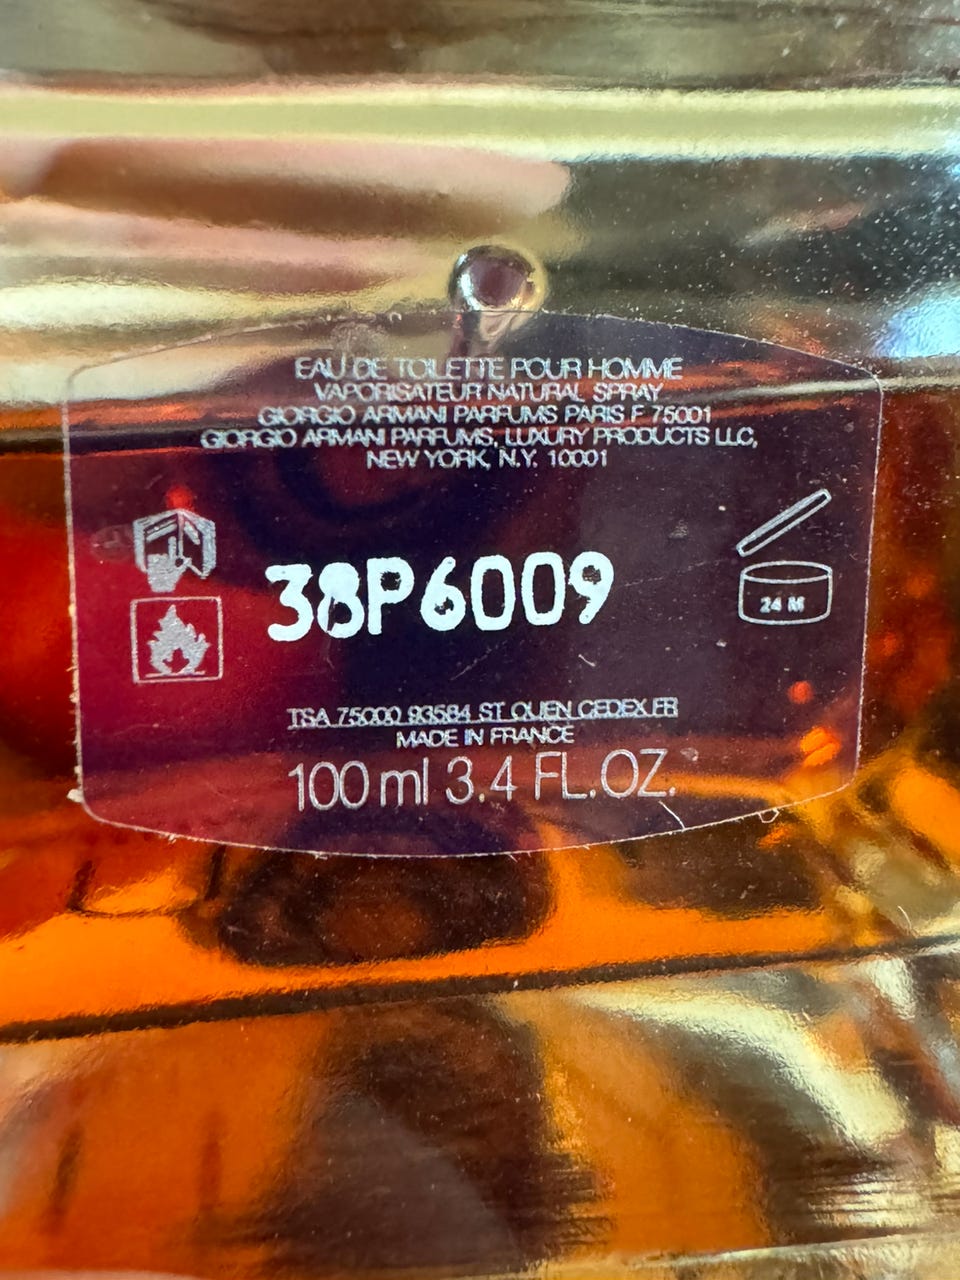 EAU DE TOILETTE POUR HOMME
VAPORISATEUR NATURAL SPRAY
GIORGIO ARMANI PARFUMS PARIS F 75001
GIORGIO ARMANI PARFUMS, LUXURY PRODUCTS LLC,
NEW YORK, N.Y. 10001
38P6009
24 M
TSA 75000 93584 ST OUEN CEDEX FR
MADE IN FRANCE
100 ml 3.4 FL.OZ.